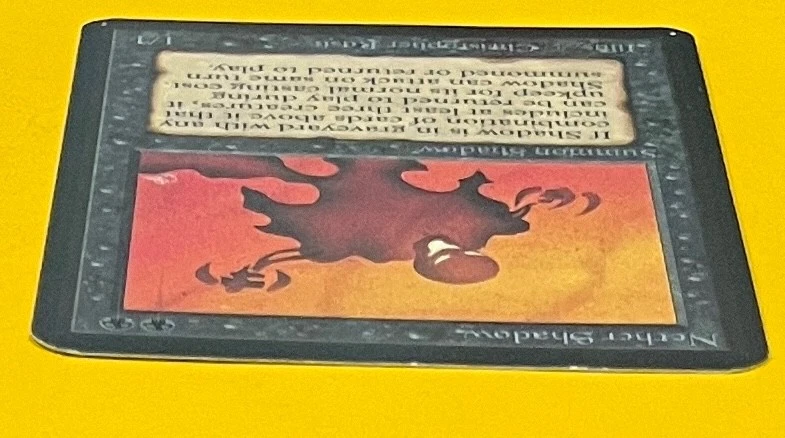 Nether Shadow
Summon Shadow
If Shadow is in graveyard with any
combination of cards above it that
includes at least three creatures, it
can be returned to play during
upkeep for its normal casting cost.
Shadow can attack on same turn
summoned or returned to play.
Illus. © Christopher Rush
1/1